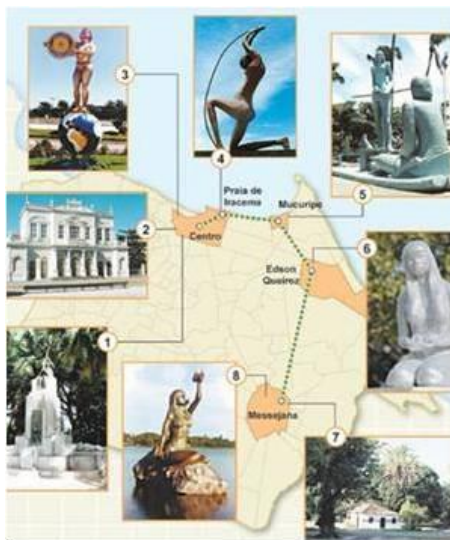 3
4
5
Praia de
Iracema
Mucuripe
2
Centro
6
Edson
Queiroz
1
8
Messejana
7